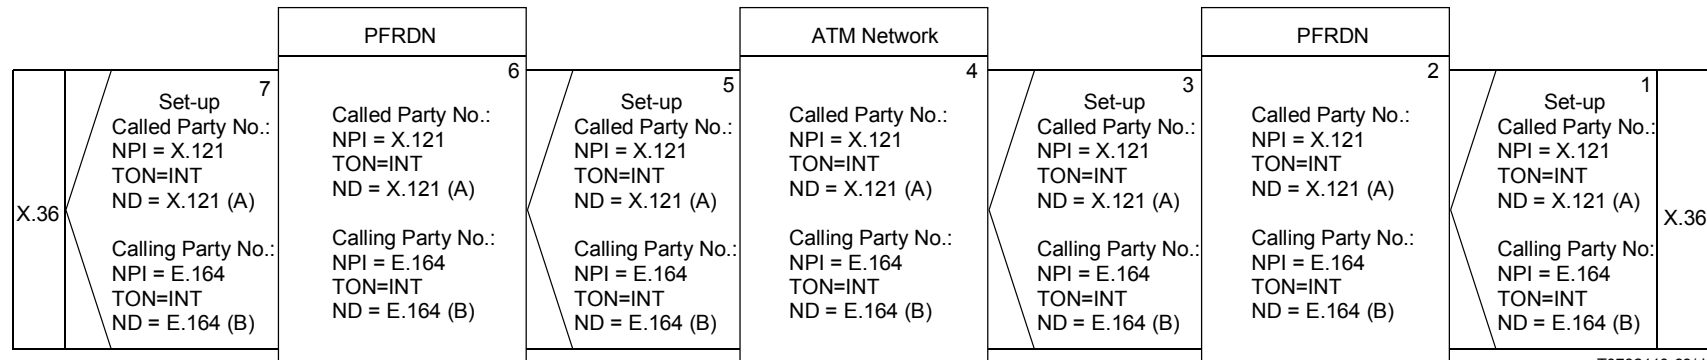 PFRDN
ATM Network
PFRDN
X.36
7
Set-up
Called Party No.:
NPI = X.121
TON=INT
ND = X.121 (A)
Calling Party No.:
NPI = E.164
TON=INT
ND = E.164 (B)
6
Called Party No.:
NPI = X.121
TON=INT
ND = X.121 (A)
Calling Party No.:
NPI = E.164
TON=INT
ND = E.164 (B)
5
Set-up
Called Party No.:
NPI = X.121
TON=INT
ND = X.121 (A)
Calling Party No.:
NPI = E.164
TON=INT
ND = E.164 (B)
4
Called Party No.:
NPI = X.121
TON=INT
ND = X.121 (A)
Calling Party No.:
NPI = E.164
TON=INT
ND = E.164 (B)
3
Set-up
Called Party No.:
NPI = X.121
TON=INT
ND = X.121 (A)
Calling Party No.:
NPI = E.164
TON=INT
ND = E.164 (B)
2
Called Party No.:
NPI = X.121
TON=INT
ND = X.121 (A)
Calling Party No.:
NPI = E.164
TON=INT
ND = E.164 (B)
1
Set-up
Called Party No.:
NPI = X.121
TON=INT
ND = X.121 (A)
Calling Party No:
NPI = E.164
TON=INT
ND = E.164 (B)
X.36